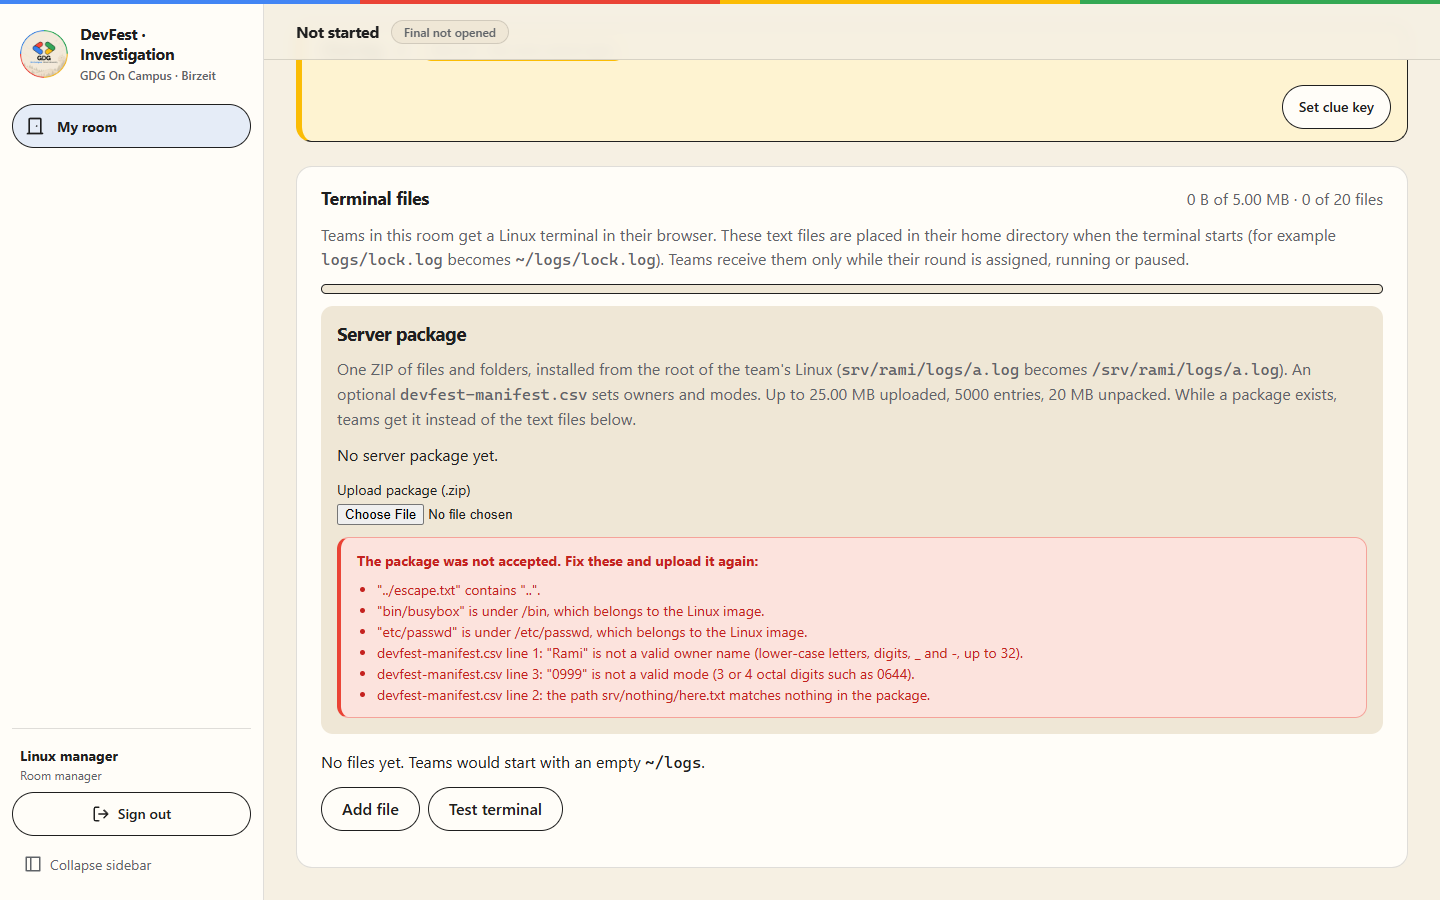 DevFest ·
Investigation
GDG On Campus · Birzeit
GDG
My room
Not started
Final not opened
Set clue key
Terminal files
0 B of 5.00 MB · 0 of 20 files
Teams in this room get a Linux terminal in their browser. These text files are placed in their home directory when the terminal starts (for example
logs/lock.log becomes ~/logs/lock.log). Teams receive them only while their round is assigned, running or paused.
Server package
One ZIP of files and folders, installed from the root of the team's Linux (srv/rami/logs/a.log becomes /srv/rami/logs/a.log). An
optional devfest-manifest.csv sets owners and modes. Up to 25.00 MB uploaded, 5000 entries, 20 MB unpacked. While a package exists,
teams get it instead of the text files below.
No server package yet.
Upload package (.zip)
Choose File No file chosen
The package was not accepted. Fix these and upload it again:
• "../escape.txt" contains "..".
• "bin/busybox" is under /bin, which belongs to the Linux image.
• "etc/passwd" is under /etc/passwd, which belongs to the Linux image.
• devfest-manifest.csv line 1: "Rami" is not a valid owner name (lower-case letters, digits, _ and -, up to 32).
• devfest-manifest.csv line 3: "0999" is not a valid mode (3 or 4 octal digits such as 0644).
• devfest-manifest.csv line 2: the path srv/nothing/here.txt matches nothing in the package.
No files yet. Teams would start with an empty ~/logs.
Add file
Test terminal
Linux manager
Room manager
Sign out
Collapse sidebar